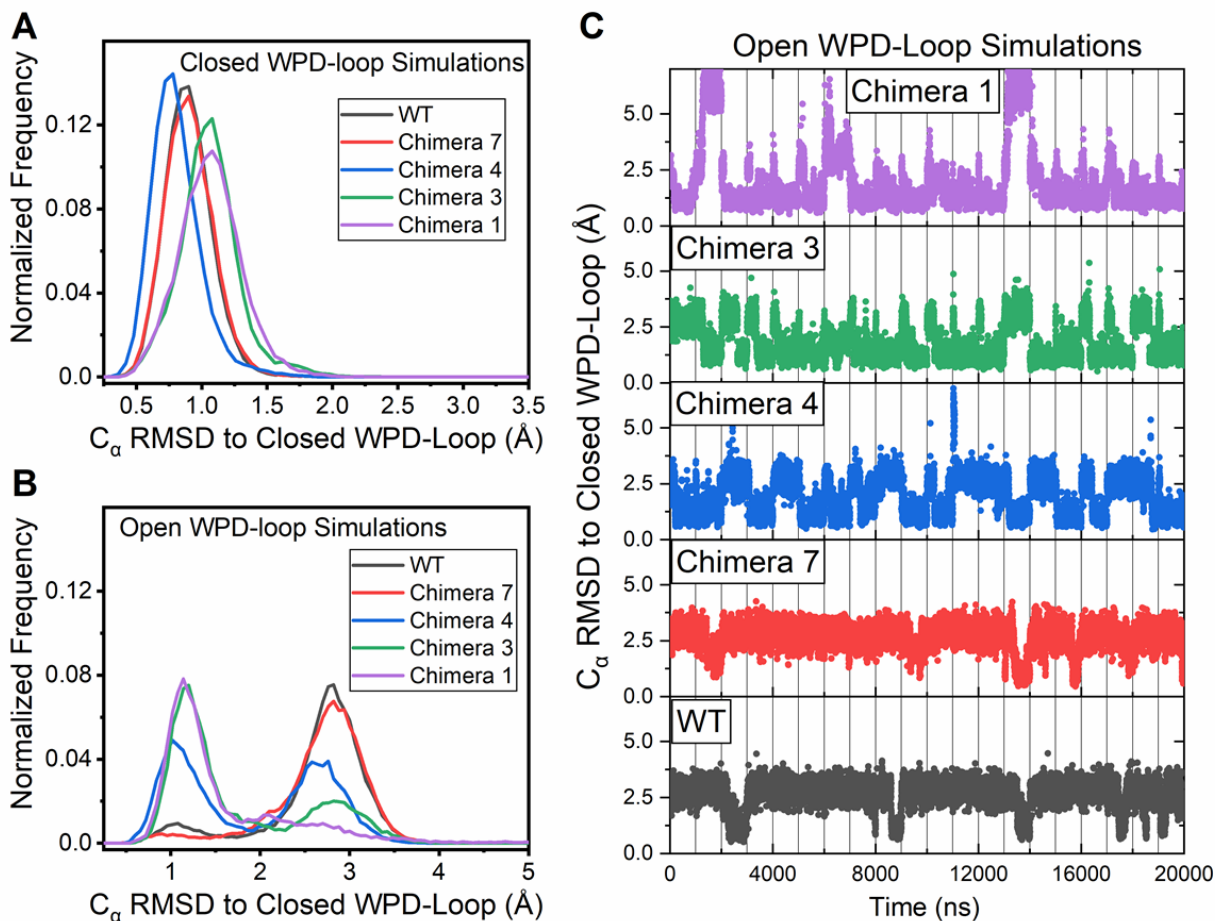 A
Closed WPD-loop Simulations
WT
Chimera 7
Chimera 4
Chimera 3
Chimera 1
Normalized Frequency
0.12
0.08
0.04
0.0
0.5 1.0 1.5 2.0 2.5 3.0 3.5
Cα RMSD to Closed WPD-Loop (Å)
B
Open WPD-loop Simulations
WT
Chimera 7
Chimera 4
Chimera 3
Chimera 1
Normalized Frequency
0.12
0.08
0.04
0.0
1 2 3 4 5
Cα RMSD to Closed WPD-Loop (Å)
C
Open WPD-Loop Simulations
Cα RMSD to Closed WPD-Loop (Å)
Chimera 1
5.0
2.5
0.0
Chimera 3
5.0
2.5
0.0
Chimera 4
5.0
2.5
0.0
Chimera 7
5.0
2.5
0.0
WT
5.0
2.5
0.0
0 4000 8000 12000 16000 20000
Time (ns)